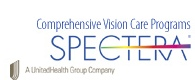 Comprehensive Vision Care Programs
SPECTERA®
A UnitedHealth Group Company